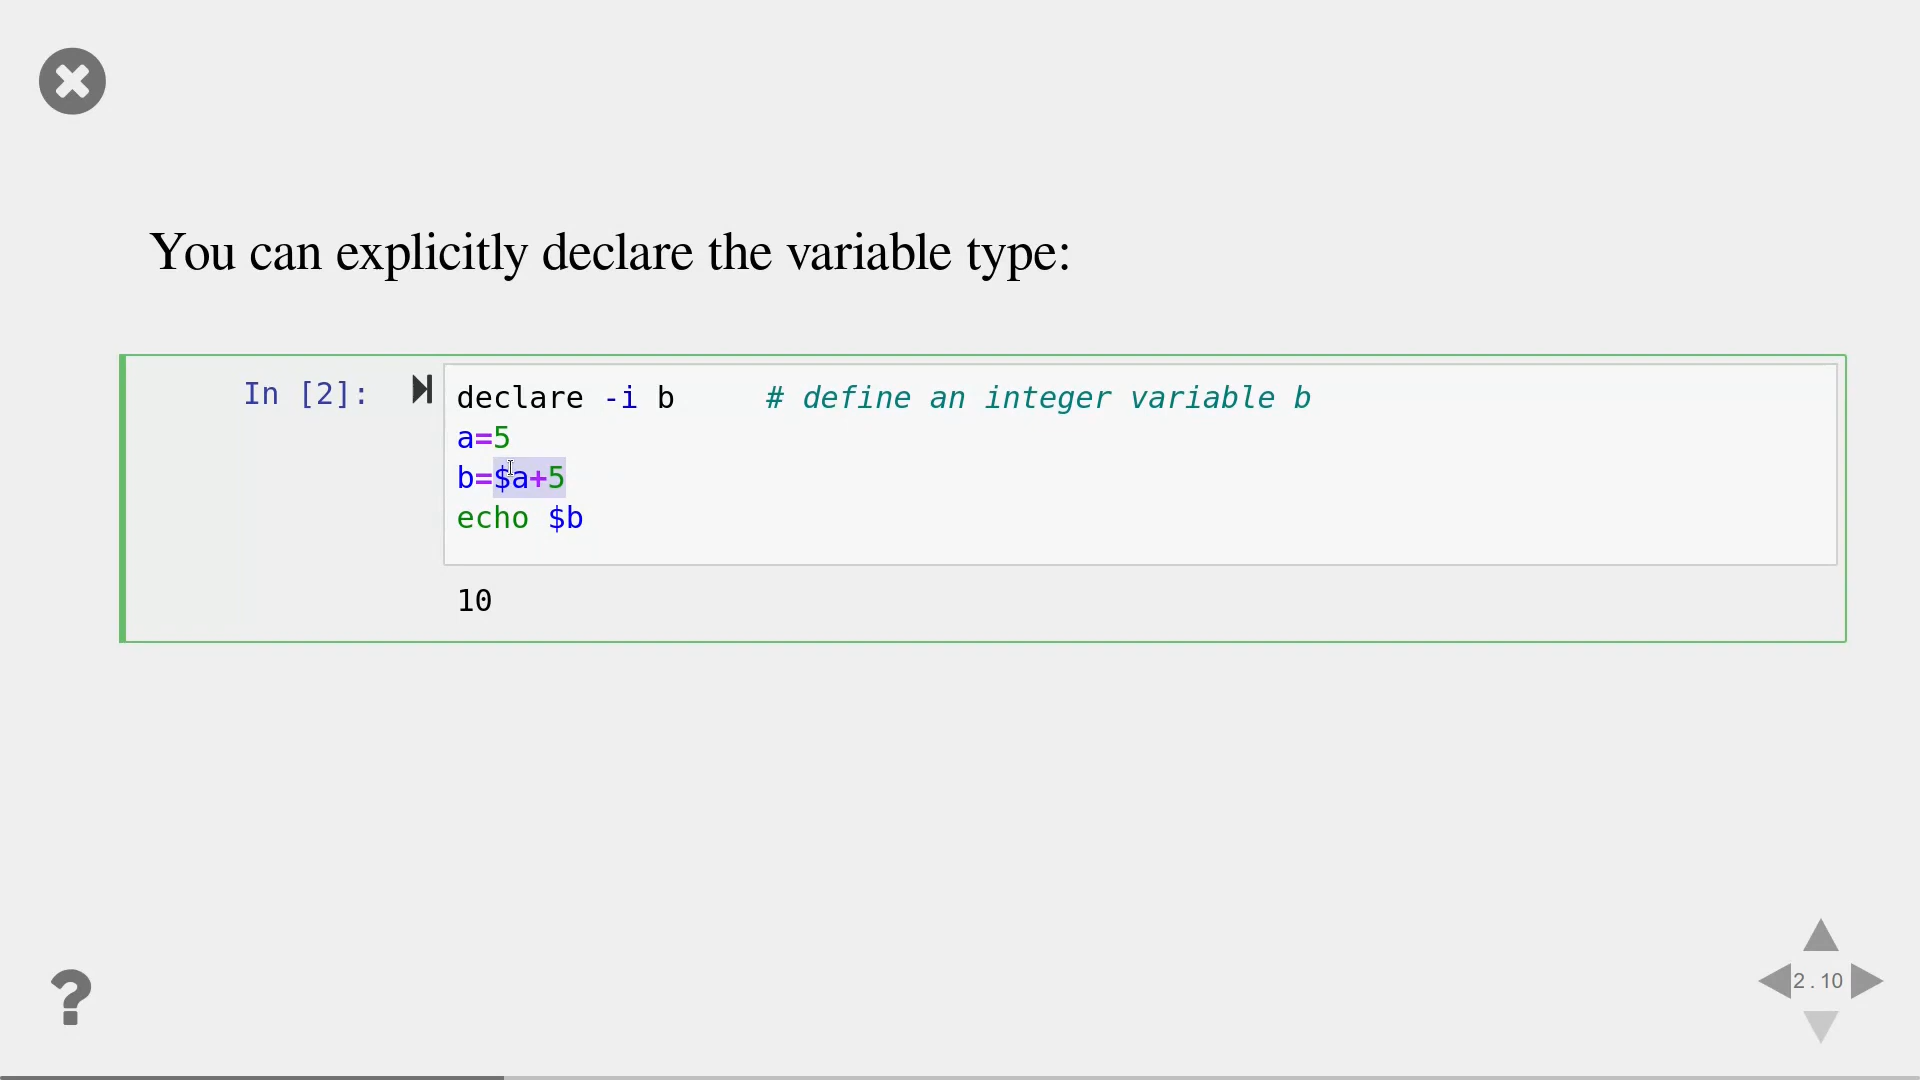 You can explicitly declare the variable type:
In [2]:
declare -i b     # define an integer variable b
a=5
b=$a+5
echo $b
10
?
2.10